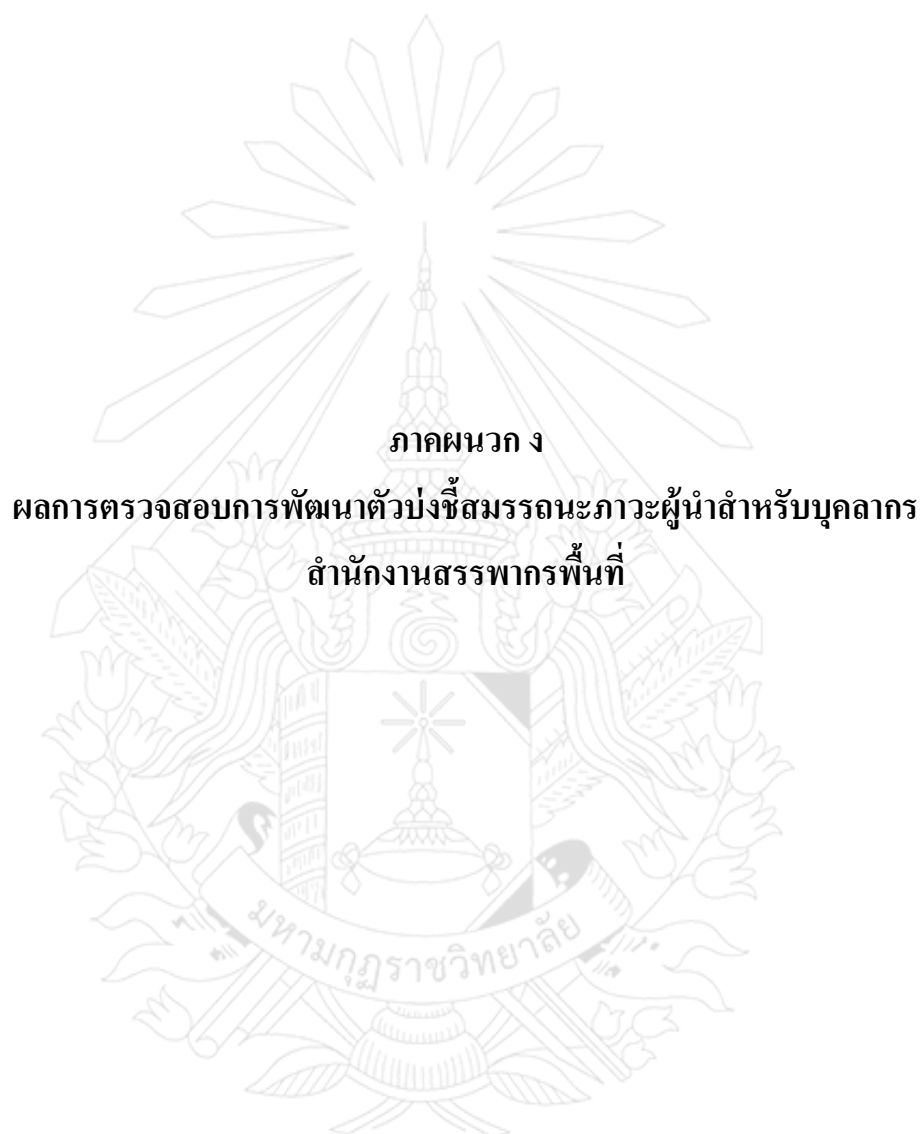 ภาคผนวก ง
ผลการตรวจสอบการพัฒนาตัวบ่งชี้สมรรถนะภาวะผู้นำสำหรับบุคลากร
สำนักงานสรรพากรพื้นที่
มหามกุฏราชวิทยาลัย